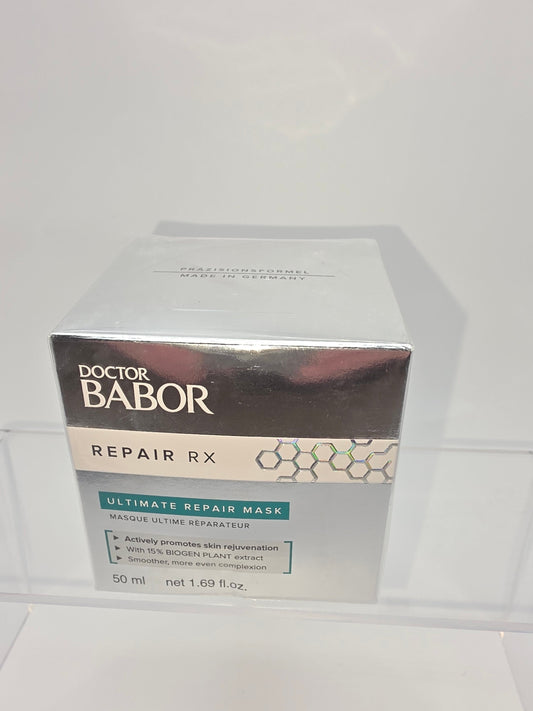 PRÄZISIONSFORMEL
MADE IN GERMANY
DOCTOR
BABOR
REPAIR RX
ULTIMATE REPAIR MASK
MASQUE ULTIME RÉPARATEUR
▶ Actively promotes skin rejuvenation
▶ With 15% BIOGEN PLANT extract
▶ Smoother, more even complexion
50 ml net 1.69 fl.oz.